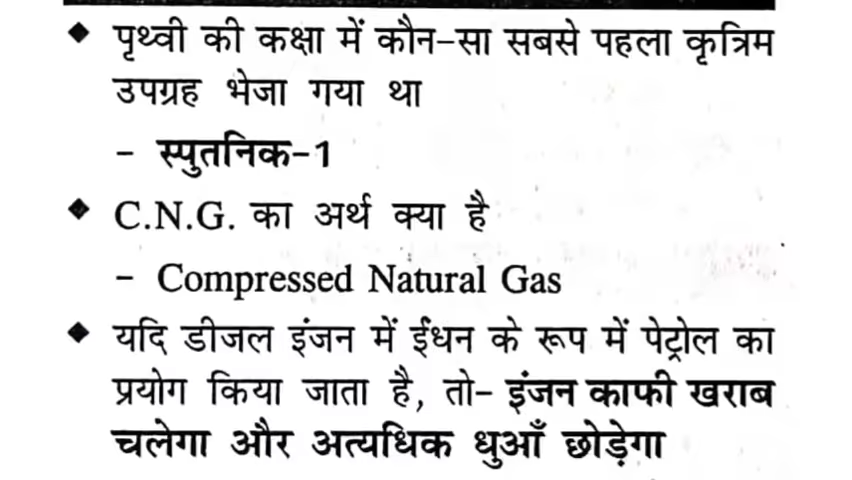 ◆ पृथ्वी की कक्षा में कौन-सा सबसे पहला कृत्रिम
उपग्रह भेजा गया था
- स्पुतनिक-1
◆ C.N.G. का अर्थ क्या है
- Compressed Natural Gas
◆ यदि डीजल इंजन में ईंधन के रूप में पेट्रोल का
प्रयोग किया जाता है, तो- इंजन काफी खराब
चलेगा और अत्यधिक धुआँ छोड़ेगा